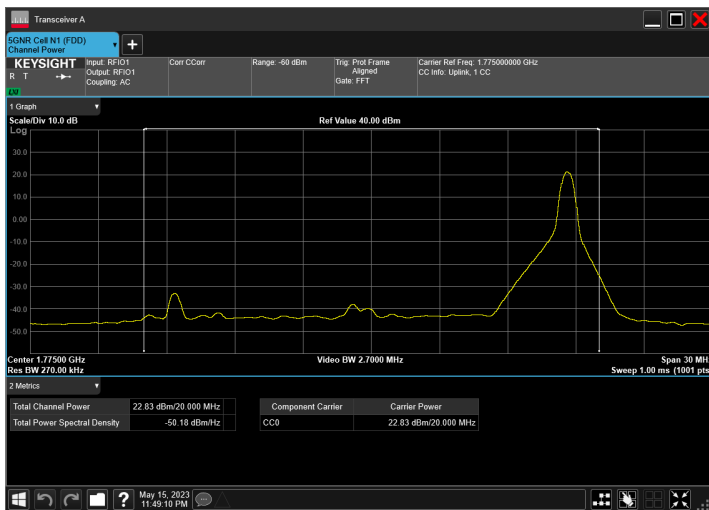 Transceiver A
5GNR Cell N1 (FDD)
Channel Power
KEYSIGHT
R T
LXI
Input: RFIO1
Output: RFIO1
Coupling: AC
Corr CCorr
Range: -60 dBm
Trig: Prot Frame
Aligned
Gate: FFT
Carrier Ref Freq: 1.775000000 GHz
CC Info: Uplink, 1 CC
1 Graph
Scale/Div 10.0 dB
Ref Value 40.00 dBm
Log
30.0
20.0
10.0
0.00
-10.0
-20.0
-30.0
-40.0
-50.0
Center 1.77500 GHz
Video BW 2.7000 MHz
Span 30 MH
Res BW 270.00 kHz
Sweep 1.00 ms (1001 pts
2 Metrics
Total Channel Power 22.83 dBm/20.000 MHz
Total Power Spectral Density -50.18 dBm/Hz
Component Carrier Carrier Power
CC0 22.83 dBm/20.000 MHz
?
May 15, 2023
11:49:10 PM